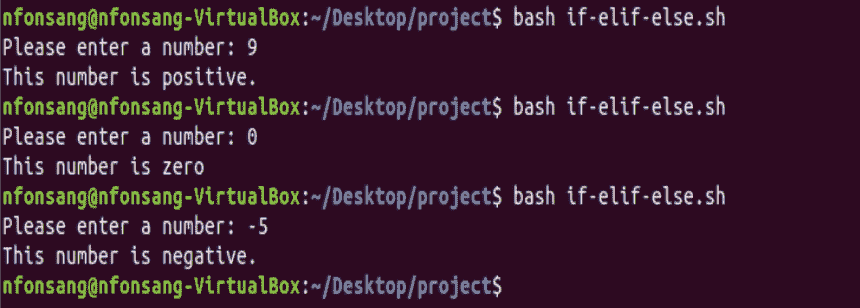 nfonsang@nfonsang-VirtualBox:~/Desktop/project$ bash if-elif-else.sh
Please enter a number: 9
This number is positive.
nfonsang@nfonsang-VirtualBox:~/Desktop/project$ bash if-elif-else.sh
Please enter a number: 0
This number is zero
nfonsang@nfonsang-VirtualBox:~/Desktop/project$ bash if-elif-else.sh
Please enter a number: -5
This number is negative.
nfonsang@nfonsang-VirtualBox:~/Desktop/project$